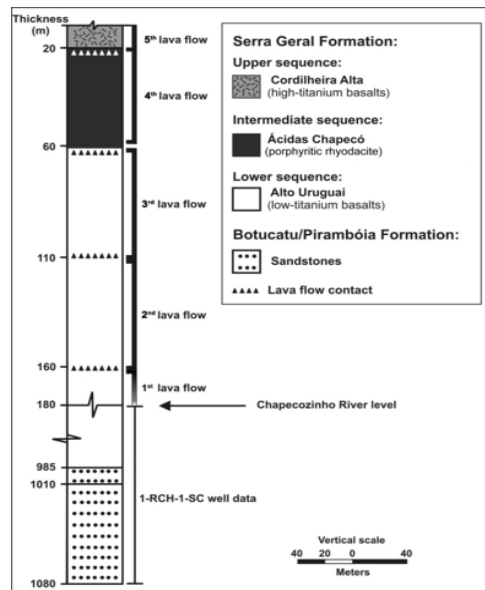 Thickness
(m)
20
60
110
160
180
985
1010
1080
5th lava flow
4th lava flow
3rd lava flow
2nd lava flow
1st lava flow
Chapecozinho River level
1-RCH-1-SC well data
Serra Geral Formation:
Upper sequence:
Cordilheira Alta
(high-titanium basalts)
Intermediate sequence:
Ácidas Chapecó
(porphyritic rhyodacite)
Lower sequence:
Alto Uruguai
(low-titanium basalts)
Botucatu/Pirambóia Formation:
Sandstones
Lava flow contact
Vertical scale
40 20 0 40
Meters